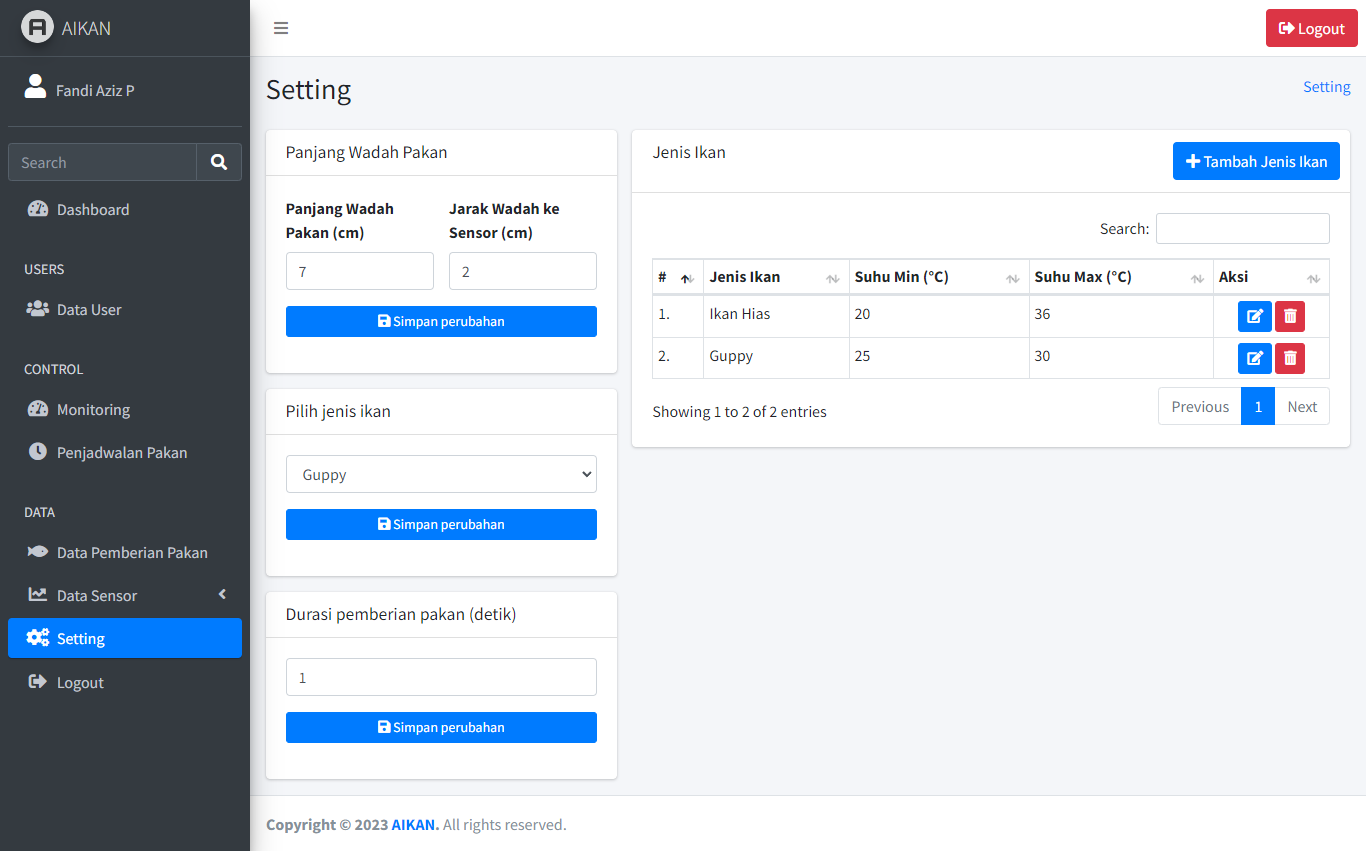 AIKAN
Logout
Fandi Aziz P
Search
Dashboard
USERS
Data User
CONTROL
Monitoring
Penjadwalan Pakan
DATA
Data Pemberian Pakan
Data Sensor
Setting
Logout
Setting
Setting
Panjang Wadah Pakan
Panjang Wadah Pakan (cm)
Jarak Wadah ke Sensor (cm)
7
2
Simpan perubahan
Pilih jenis ikan
Guppy
Simpan perubahan
Durasi pemberian pakan (detik)
1
Simpan perubahan
Jenis Ikan
Tambah Jenis Ikan
Search:
# Jenis Ikan Suhu Min (°C) Suhu Max (°C) Aksi
1. Ikan Hias 20 36
2. Guppy 25 30
Showing 1 to 2 of 2 entries
Previous 1 Next
Copyright © 2023 AIKAN. All rights reserved.